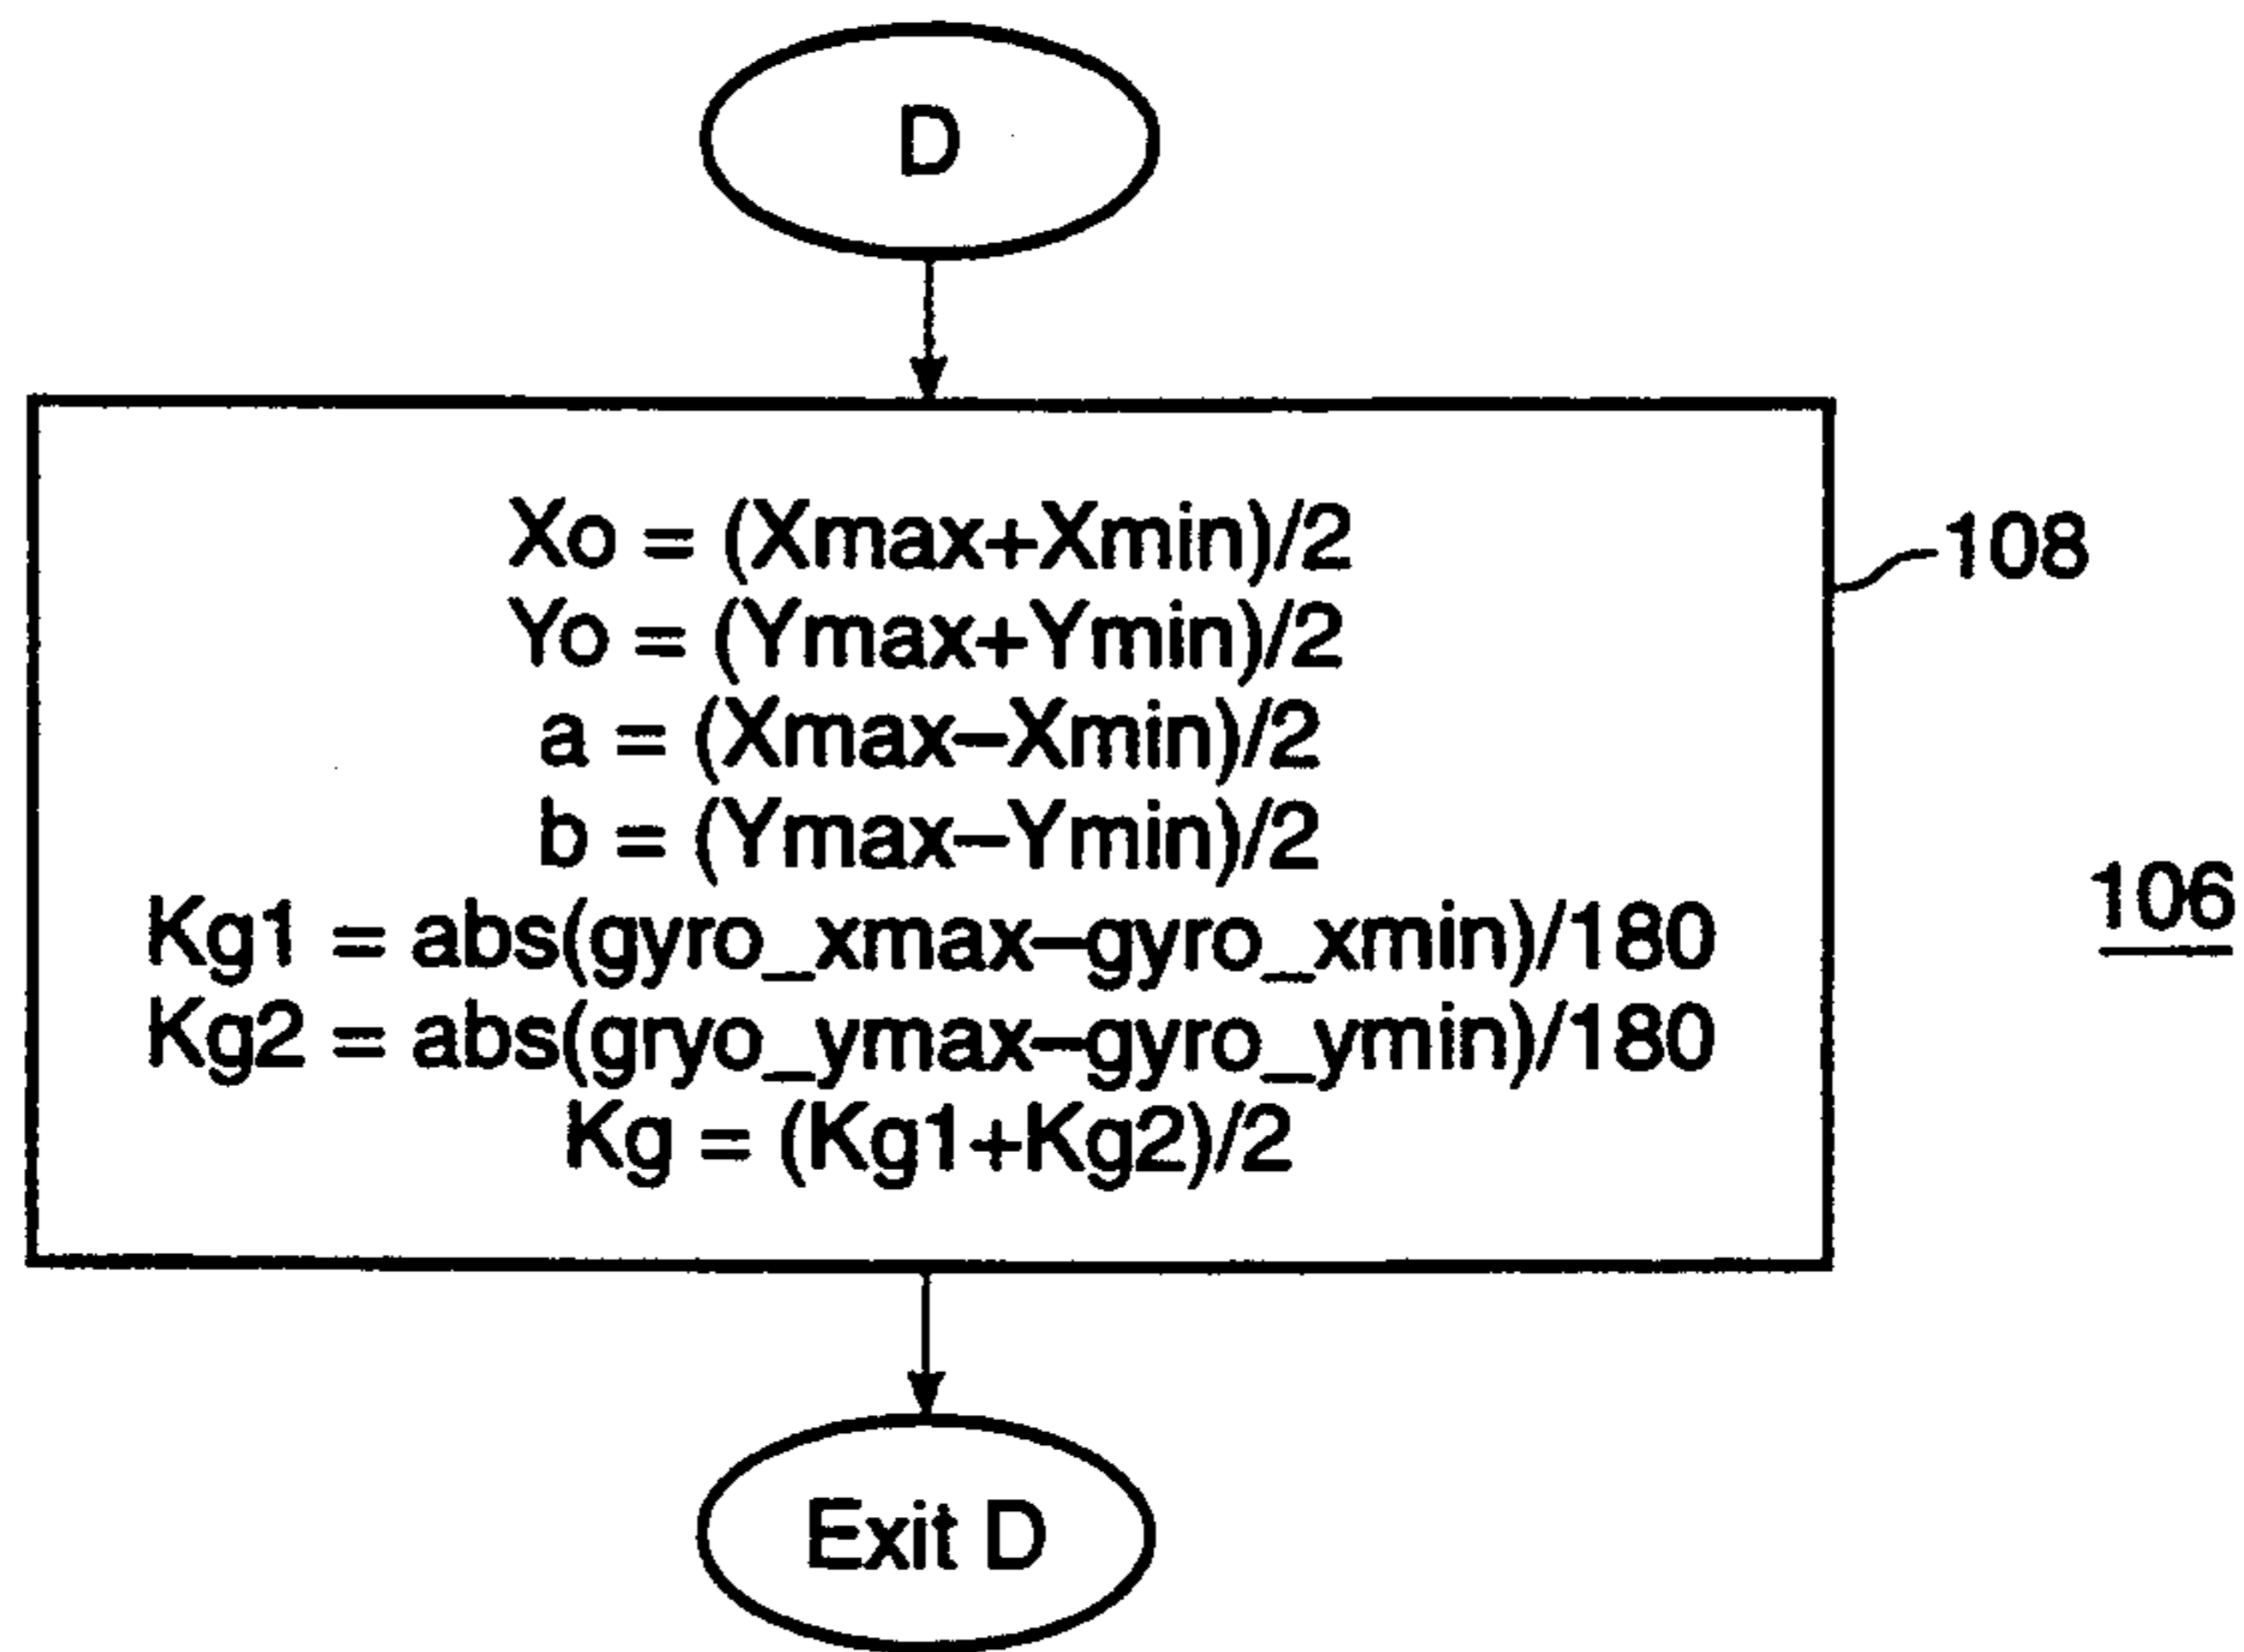 D
Xo = (Xmax+Xmin)/2
108
Yo = (Ymax+Ymin)/2
a = (Xmax–Xmin)/2
b = (Ymax–Ymin)/2
Kg1 = abs(gyro_xmax–gyro_xmin)/180
106
Kg2 = abs(gryo_ymax–gyro_ymin)/180
Kg = (Kg1+Kg2)/2
Exit D